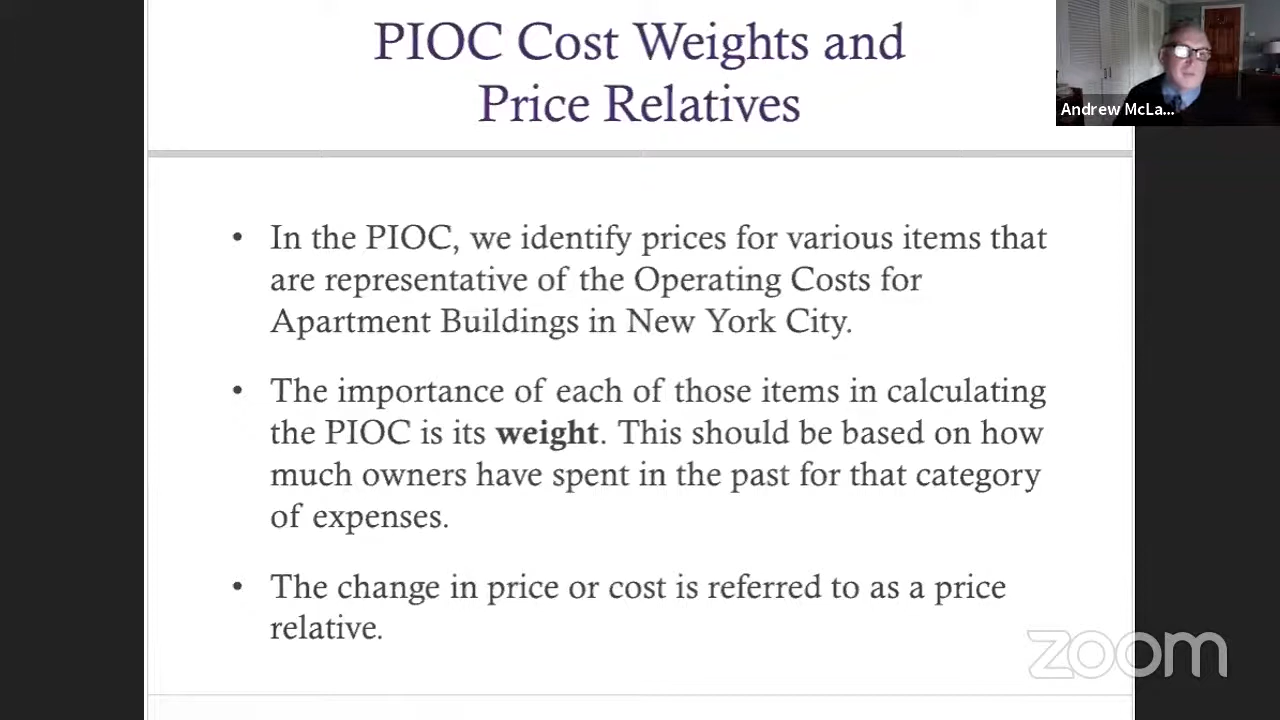 PIOC Cost Weights and
Price Relatives
Andrew McLa...
• In the PIOC, we identify prices for various items that
are representative of the Operating Costs for
Apartment Buildings in New York City.
• The importance of each of those items in calculating
the PIOC is its weight. This should be based on how
much owners have spent in the past for that category
of expenses.
• The change in price or cost is referred to as a price
relative.
zoom